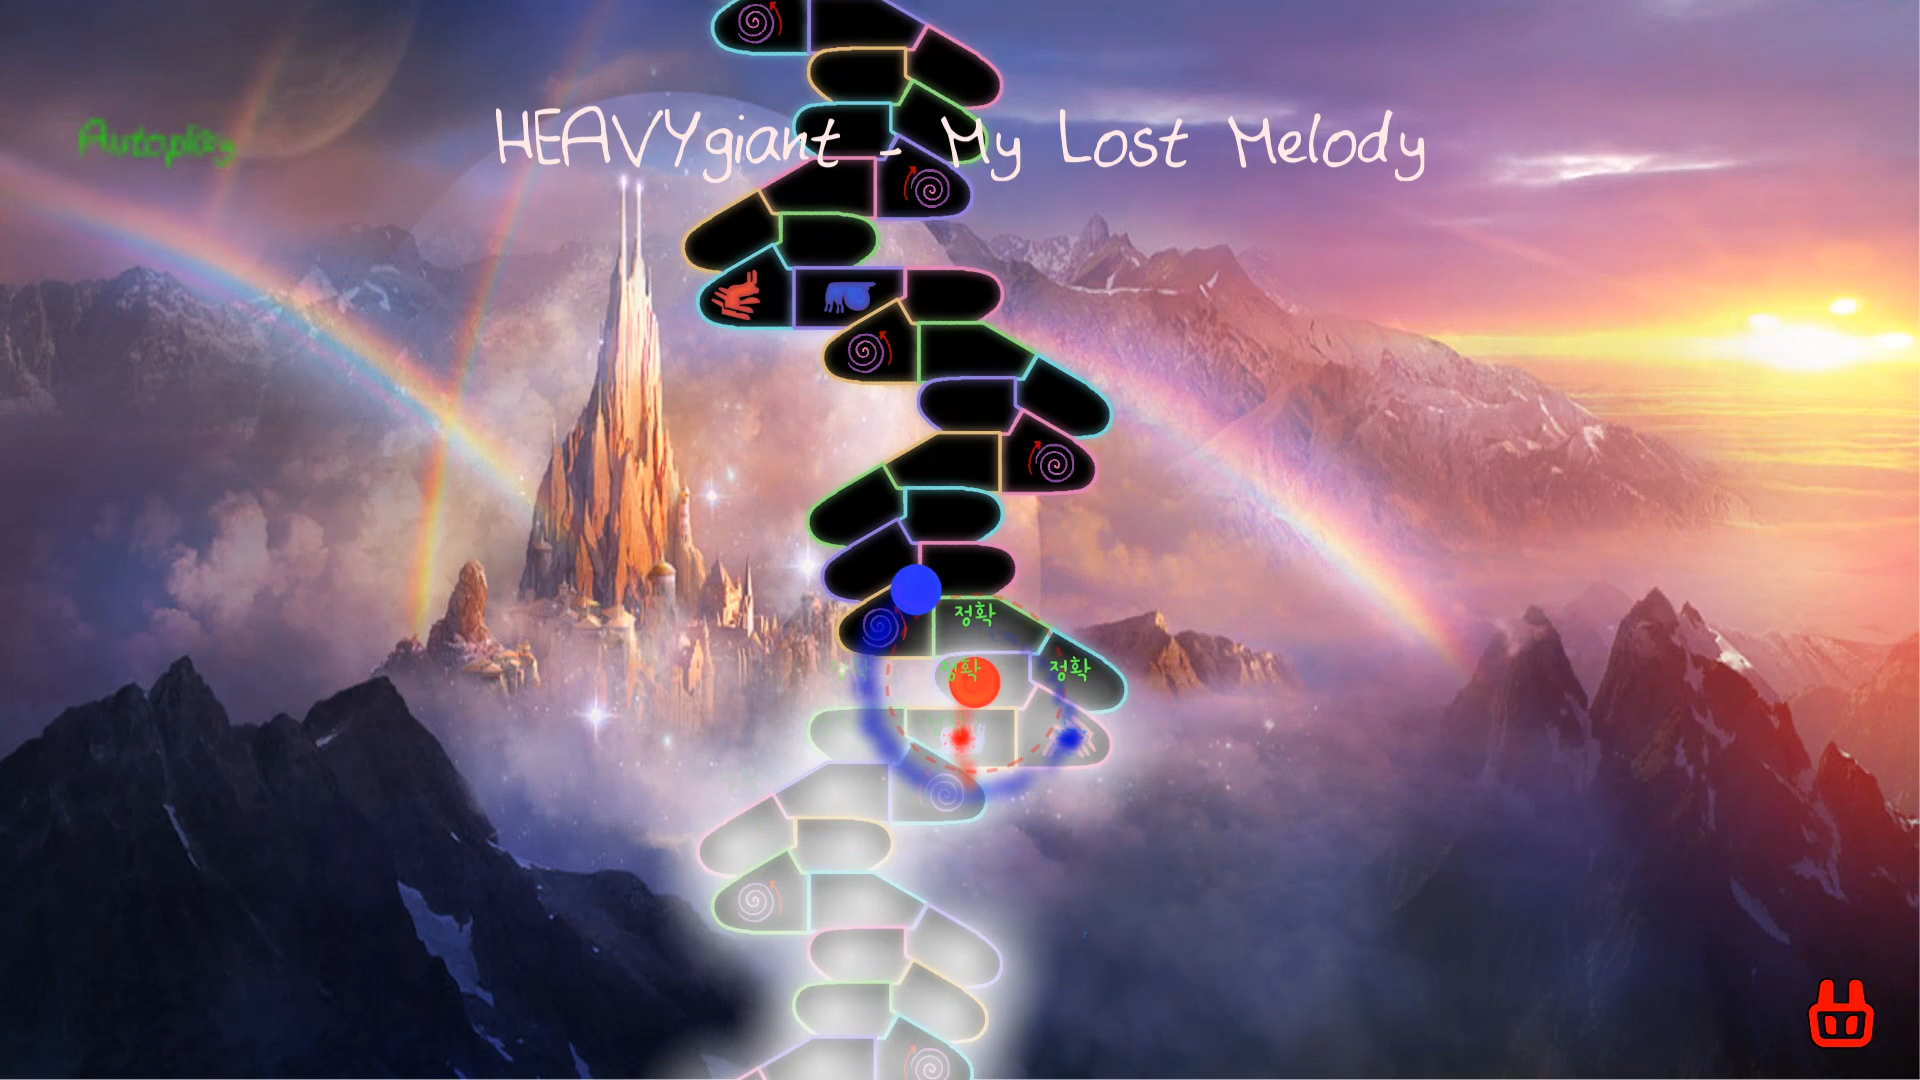 HEAVYgiant - My Lost Melody
Autoplay
정확
정확
정확